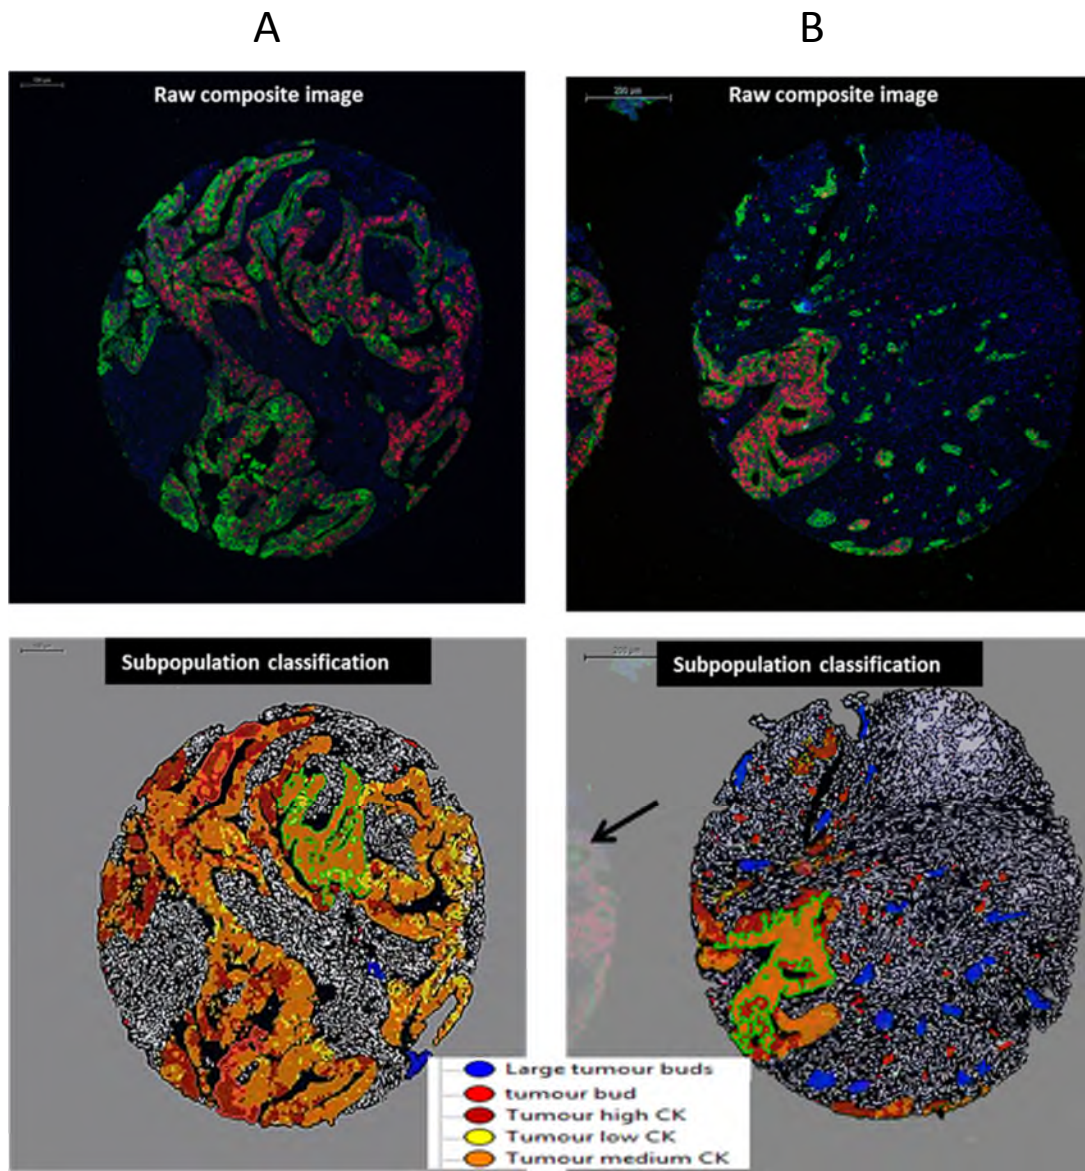 A
B
Raw composite image
200 µm
Raw composite image
Subpopulation classification
200 µm
Subpopulation classification
Large tumour buds
tumour bud
Tumour high CK
Tumour low CK
Tumour medium CK